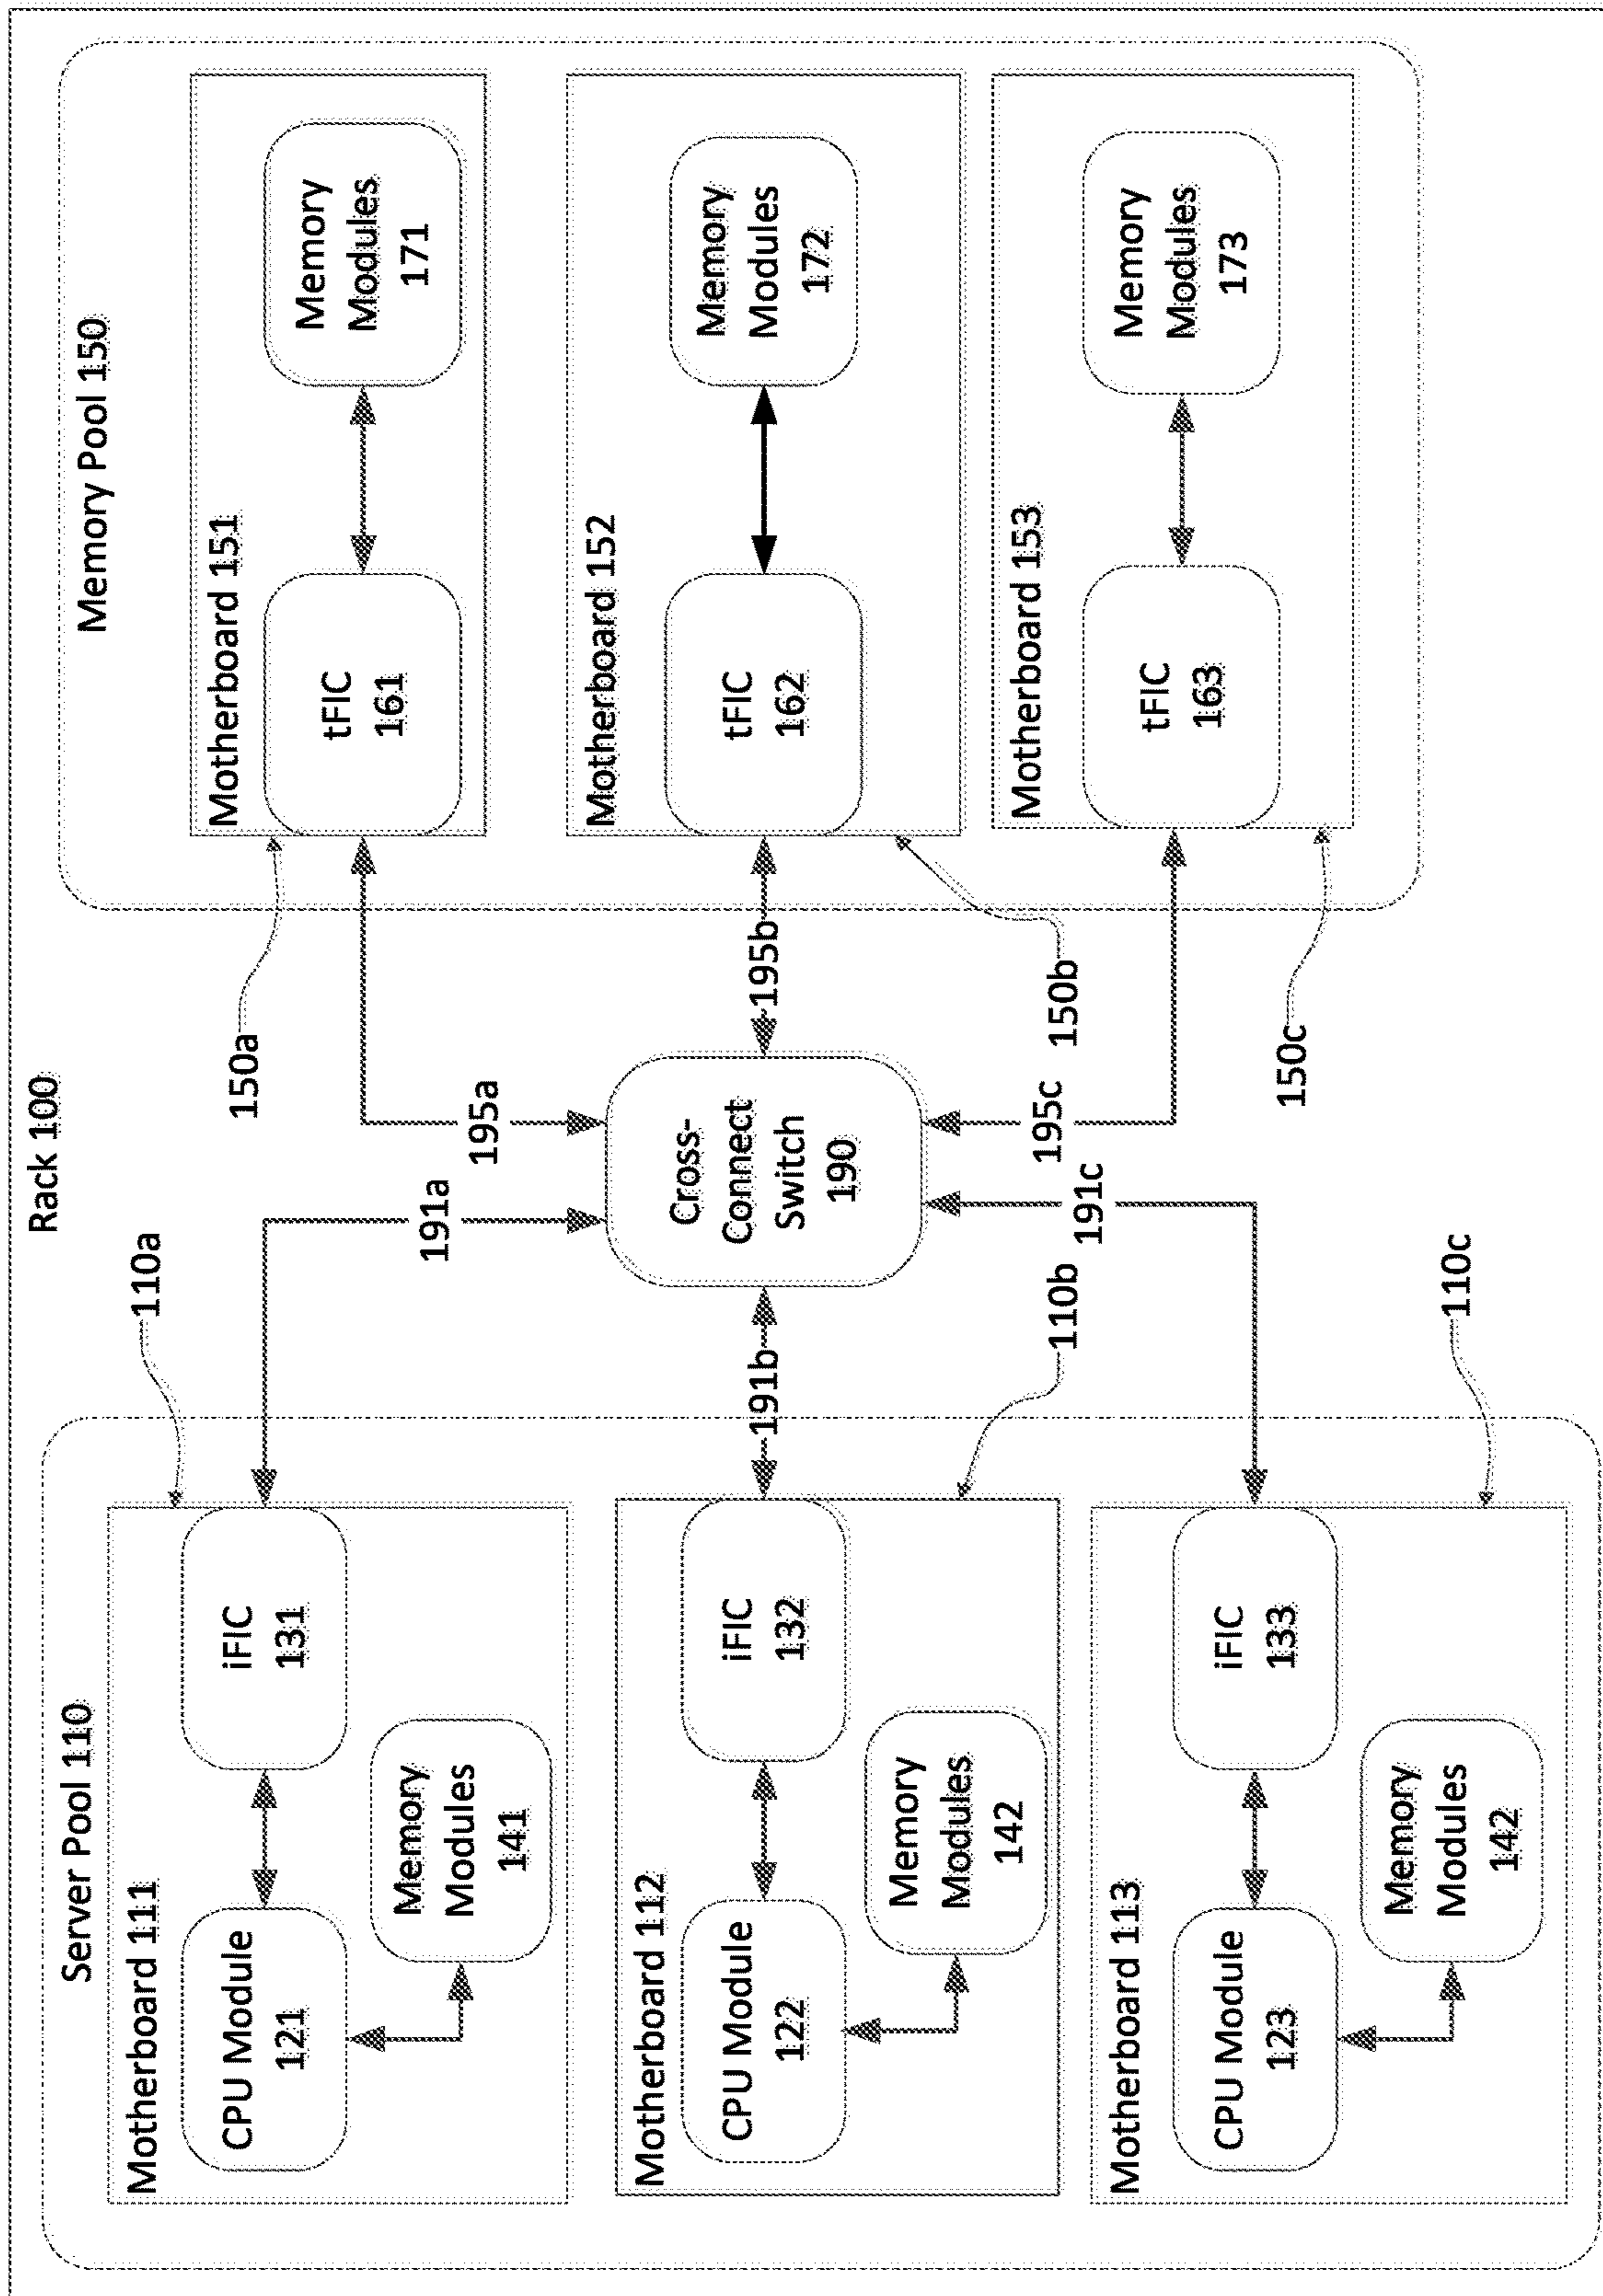 Rack 100
Server Pool 110
Motherboard 111
CPU Module
121
iFIC
131
Memory
Modules
141
Motherboard 112
CPU Module
122
iFIC
132
Memory
Modules
142
Motherboard 113
CPU Module
123
iFIC
133
Memory
Modules
142
110a
110b
110c
191a
191b
191c
Cross-
Connect
Switch
190
195a
195b
195c
150a
150b
150c
Memory Pool 150
Motherboard 151
tFIC
161
Memory
Modules
171
Motherboard 152
tFIC
162
Memory
Modules
172
Motherboard 153
tFIC
163
Memory
Modules
173